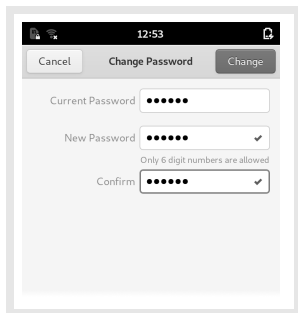 12:53
Cancel Change Password Change
Current Password ●●●●●●
New Password ●●●●●●
Only 6 digit numbers are allowed
Confirm ●●●●●●